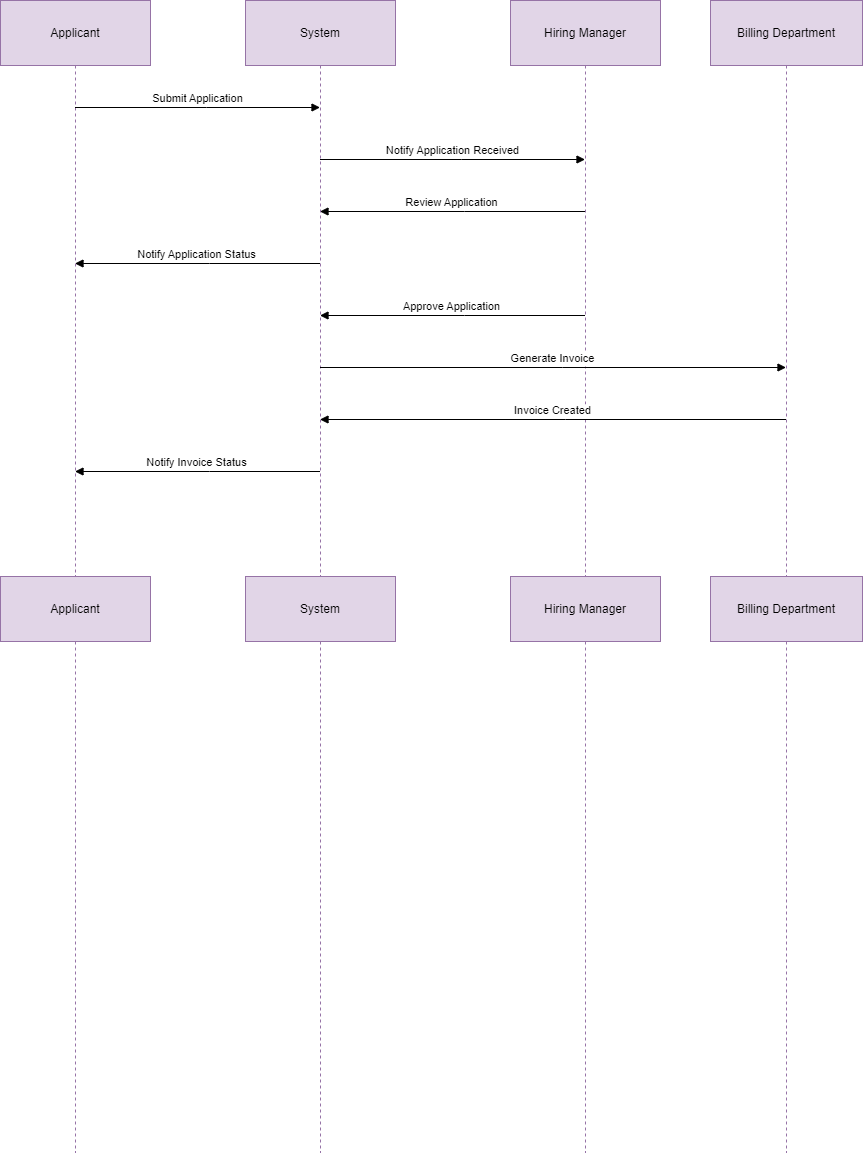 Applicant
System
Hiring Manager
Billing Department
Submit Application
Notify Application Received
Review Application
Notify Application Status
Approve Application
Generate Invoice
Invoice Created
Notify Invoice Status
Applicant
System
Hiring Manager
Billing Department